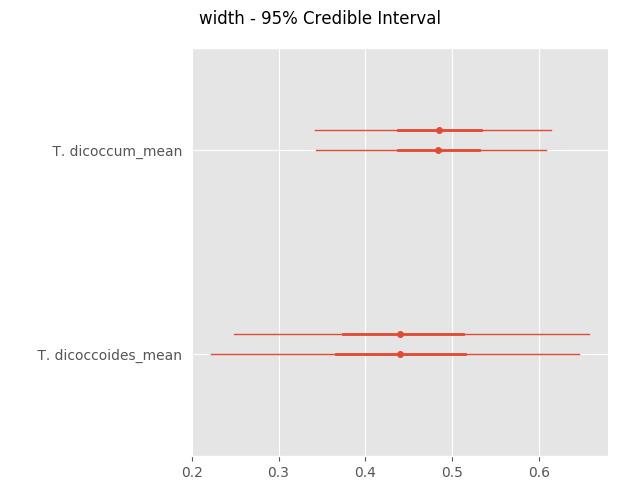 width - 95% Credible Interval
T. dicoccum_mean
T. dicoccoides_mean
0.2 0.3 0.4 0.5 0.6